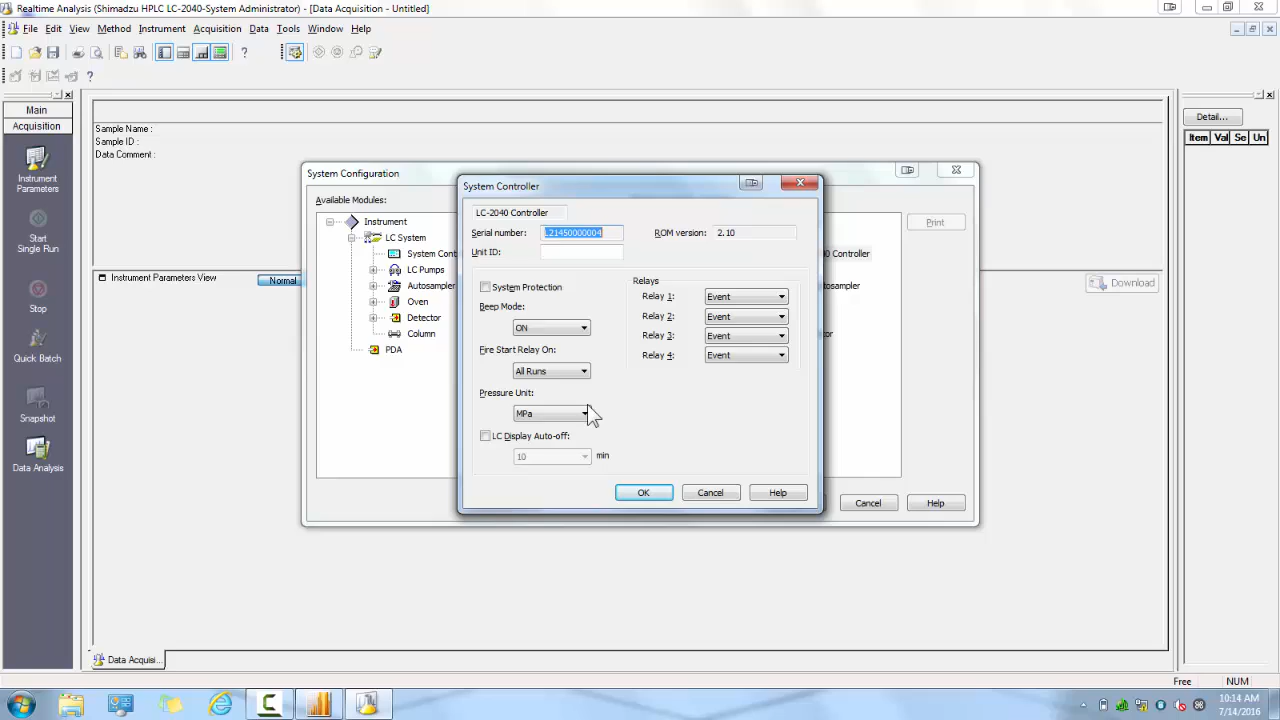 Realtime Analysis (Shimadzu HPLC LC-2040-System Administrator) - [Data Acquisition - Untitled]
File Edit View Method Instrument Acquisition Data Tools Window Help
Main
Acquisition
Instrument
Parameters
Start
Single Run
Stop
Quick Batch
Snapshot
Data Analysis
Sample Name :
Sample ID :
Data Comment :
Instrument Parameters View
Normal
Download
Detail...
Item Val Se Un
System Configuration
Available Modules:
Instrument
LC System
System Cont
LC Pumps
Autosampler
Oven
Detector
Column
PDA
0 Controller
Autosampler
Print
Cancel
Help
System Controller
LC-2040 Controller
Serial number: L21450000004 ROM version: 2.10
Unit ID:
System Protection
Beep Mode:
ON
Fire Start Relay On:
All Runs
Pressure Unit:
MPa
LC Display Auto-off:
10 min
Relays
Relay 1: Event
Relay 2: Event
Relay 3: Event
Relay 4: Event
OK Cancel Help
Data Acquisi...
Free NUM
10:14 AM
7/14/2016